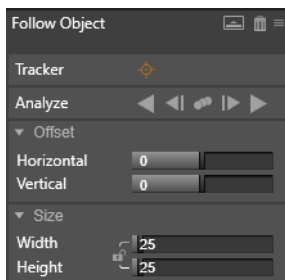 Follow Object
Tracker
Analyze
Offset
Horizontal 0
Vertical 0
Size
Width 25
Height 25